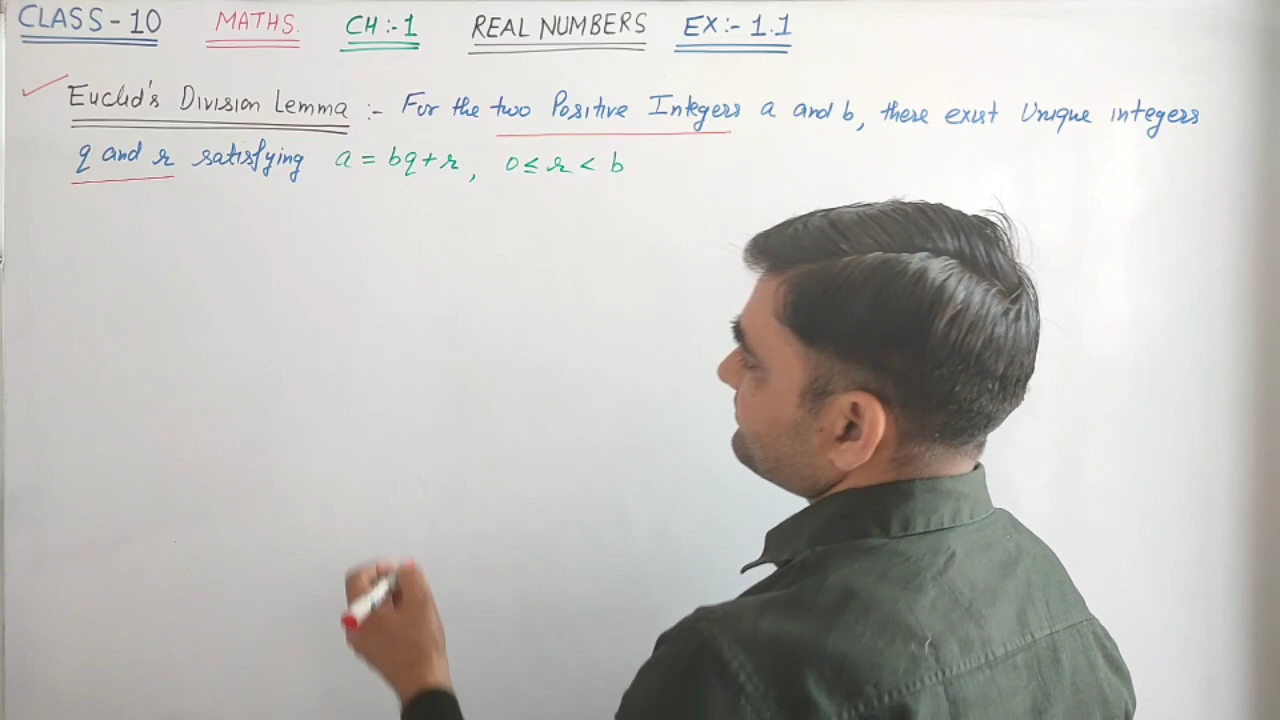 CLASS-10 MATHS. CH:-1 REAL NUMBERS EX:- 1.1
Euclid's Division Lemma :- For the two Positive Integers a and b, there exist Unique integers
q and r satisfying a = bq+r, 0 ≤ r < b